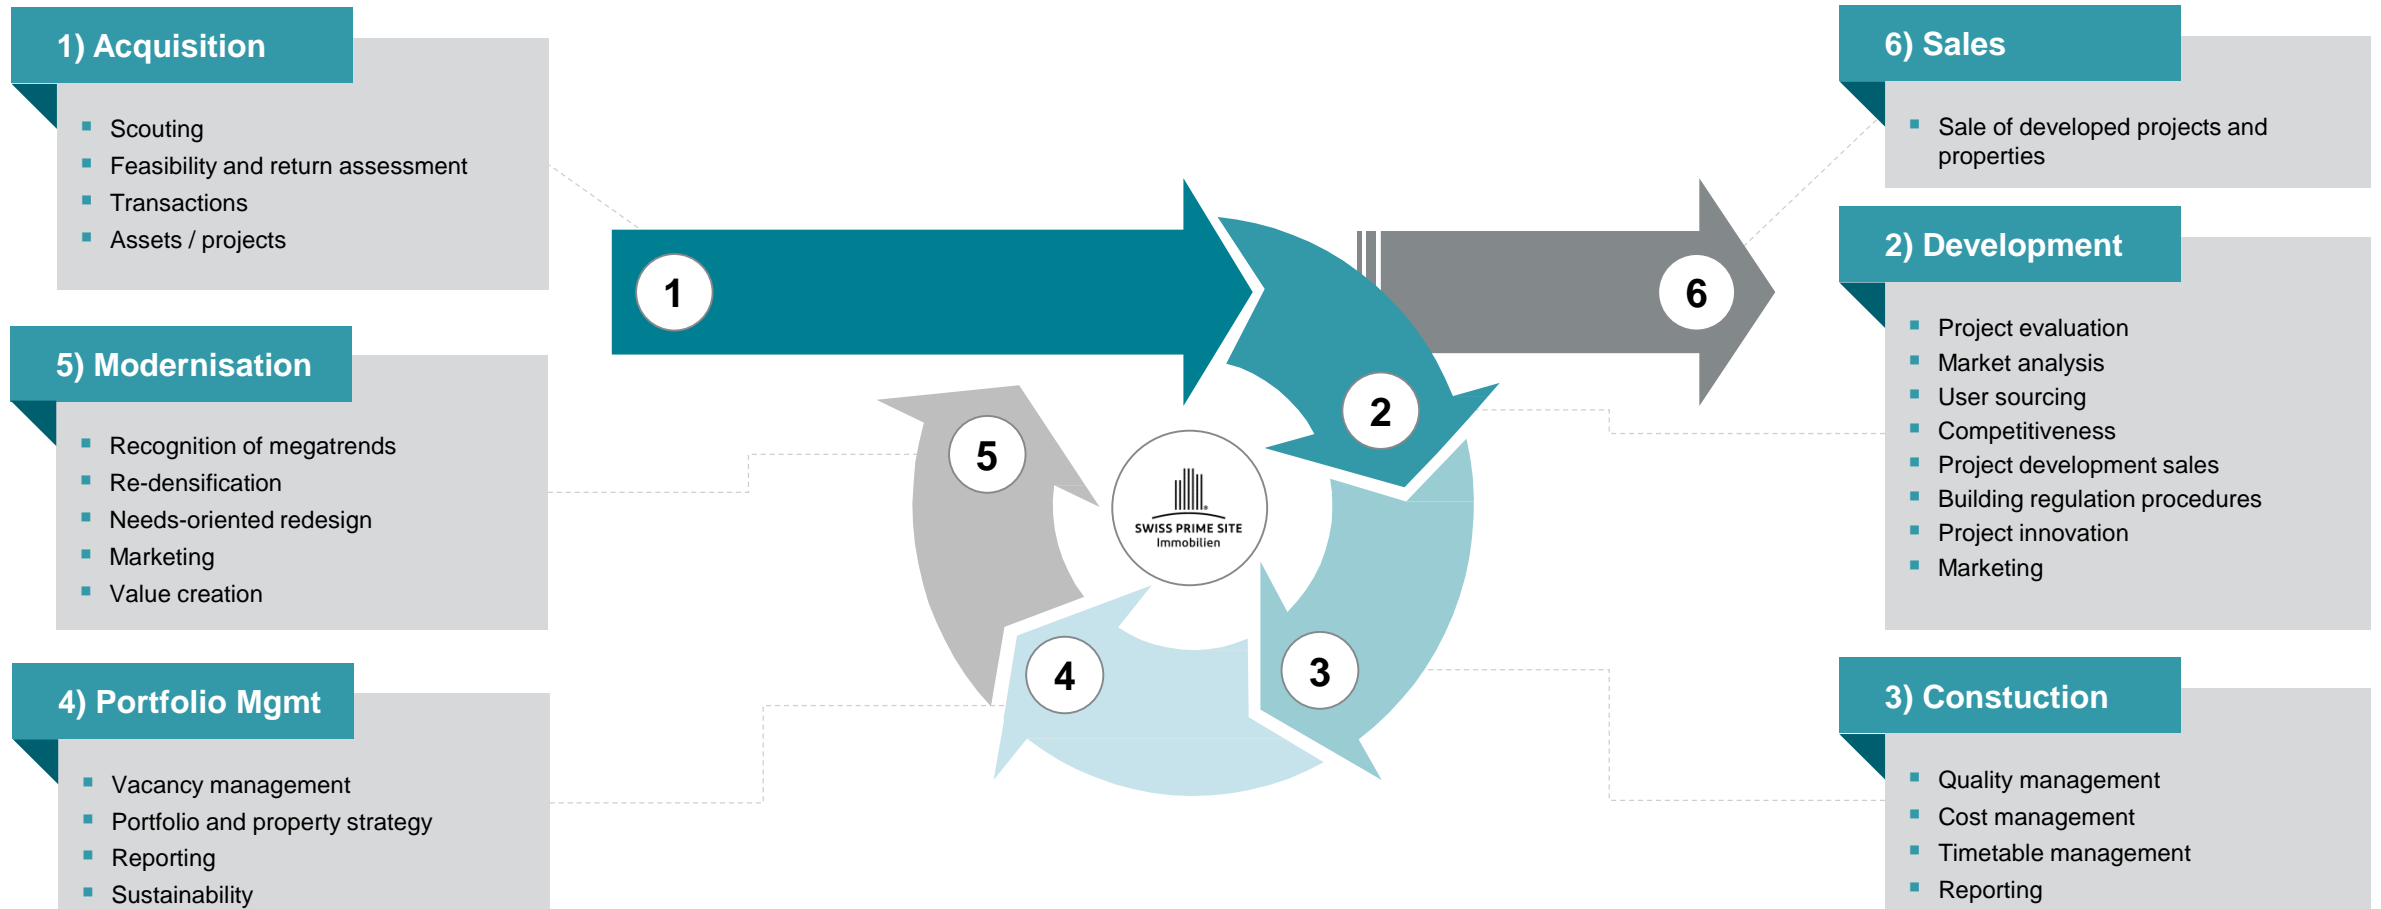 1) Acquisition
Scouting
Feasibility and return assessment
Transactions
Assets / projects
5) Modernisation
Recognition of megatrends
Re-densification
Needs-oriented redesign
Marketing
Value creation
4) Portfolio Mgmt
Vacancy management
Portfolio and property strategy
Reporting
Sustainability
1
6
2
5
SWISS PRIME SITE
Immobilien
4
3
6) Sales
Sale of developed projects and
properties
2) Development
Project evaluation
Market analysis
User sourcing
Competitiveness
Project development sales
Building regulation procedures
Project innovation
Marketing
3) Constuction
Quality management
Cost management
Timetable management
Reporting